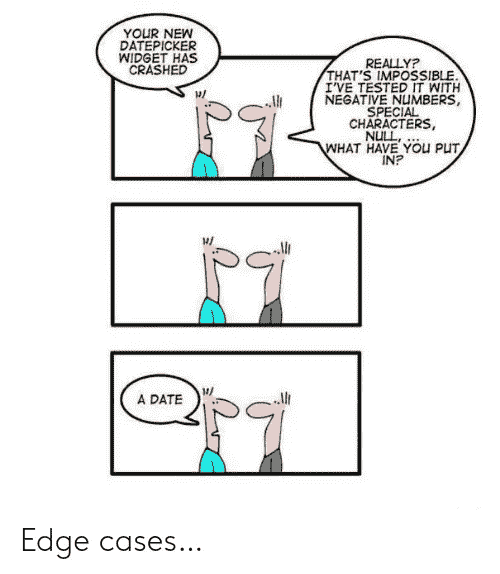 YOUR NEW
DATEPICKER
WIDGET HAS
CRASHED
REALLY?
THAT'S IMPOSSIBLE.
I'VE TESTED IT WITH
NEGATIVE NUMBERS,
SPECIAL
CHARACTERS,
NULL, ...
WHAT HAVE YOU PUT
IN?
A DATE
Edge cases...